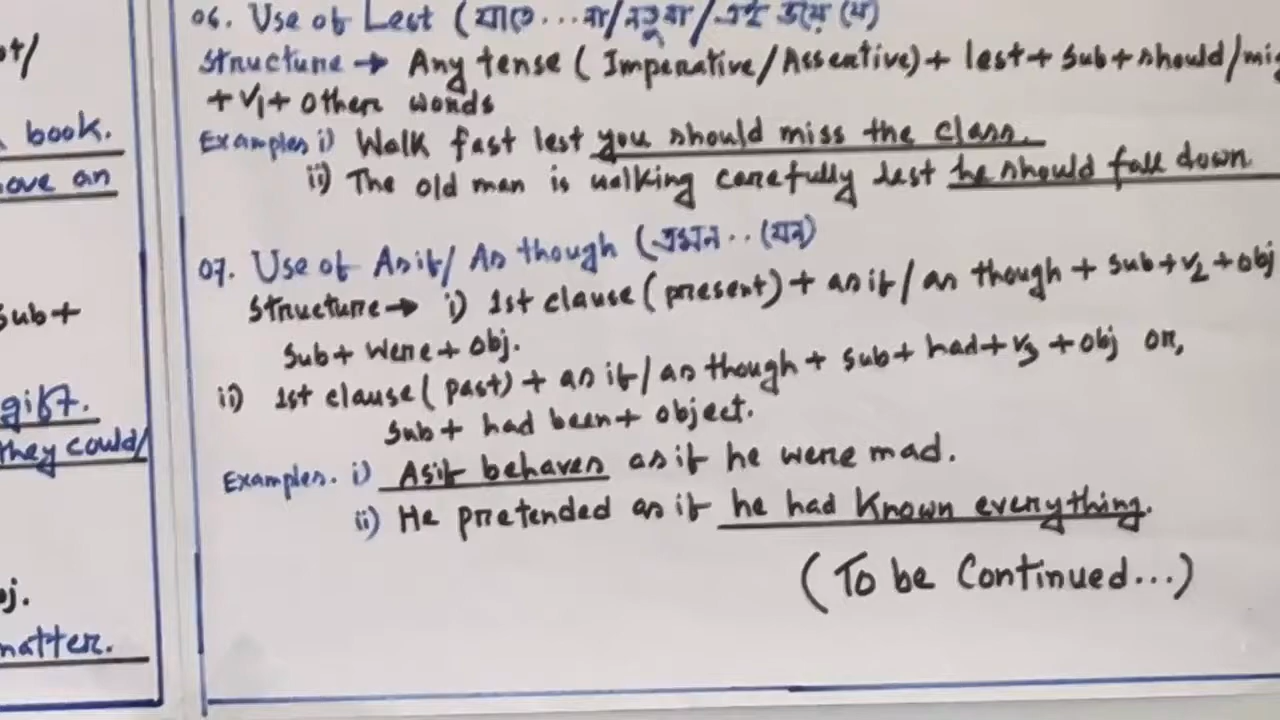 ot/
book.
ove an
sub+
gift.
they could/
oj.
matter.
06. Use of Lest (যাতে...না/নতুবা/এই ভয়ে যে)
Structure → Any tense (Imperative/Assertive) + lest + sub + should/mig
+ V1 + Other words
Examples i) Walk fast lest you should miss the class.
ii) The old man is walking carefully lest he should fall down
07. Use of As if/ As though (এমন..যেন)
Structure → i) 1st clause (present) + as if / as though + sub + V2 + obj
Sub + were + obj.
ii) 1st clause (past) + as if/as though + sub + had + V3 + obj or,
Sub + had been + object.
Examples. i) Asif behaves as if he were mad.
ii) He pretended as if he had known everything.
(To be Continued...)